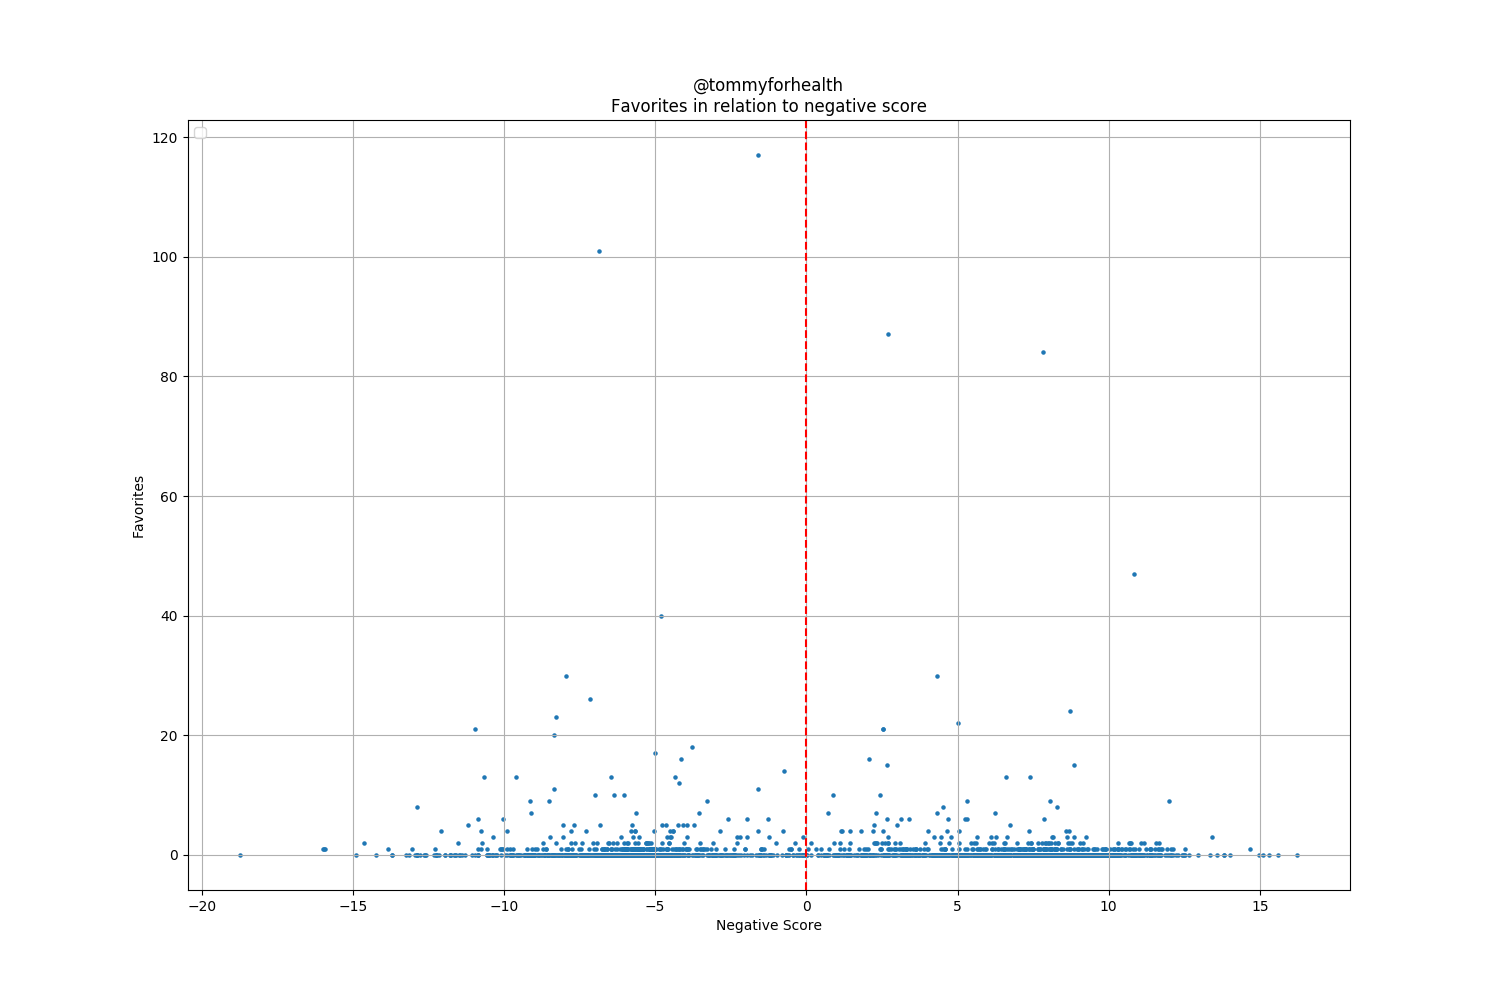 @tommyforhealth
Favorites in relation to negative score
120
100
80
60
40
20
0
Favorites
−20 −15 −10 −5 0 5 10 15
Negative Score